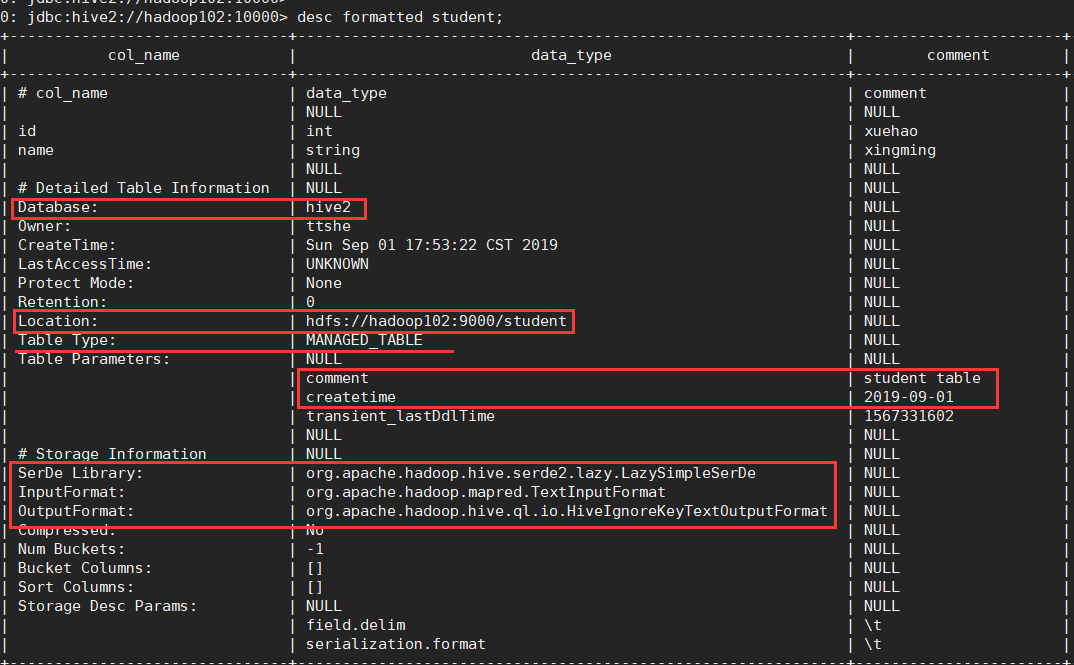 0: jdbc:hive2://hadoop102:10000>
0: jdbc:hive2://hadoop102:10000> desc formatted student;
+-------------------------------+-------------------------------------------------------------+-----------------------+
| col_name | data_type | comment |
+-------------------------------+-------------------------------------------------------------+-----------------------+
| # col_name | data_type | comment |
| | NULL | NULL |
| id | int | xuehao |
| name | string | xingming |
| | NULL | NULL |
| # Detailed Table Information | NULL | NULL |
| Database: | hive2 | NULL |
| Owner: | ttshe | NULL |
| CreateTime: | Sun Sep 01 17:53:22 CST 2019 | NULL |
| LastAccessTime: | UNKNOWN | NULL |
| Protect Mode: | None | NULL |
| Retention: | 0 | NULL |
| Location: | hdfs://hadoop102:9000/student | NULL |
| Table Type: | MANAGED_TABLE | NULL |
| Table Parameters: | NULL | NULL |
| | comment | student table |
| | createtime | 2019-09-01 |
| | transient_lastDdlTime | 1567331602 |
| | NULL | NULL |
| # Storage Information | NULL | NULL |
| SerDe Library: | org.apache.hadoop.hive.serde2.lazy.LazySimpleSerDe | NULL |
| InputFormat: | org.apache.hadoop.mapred.TextInputFormat | NULL |
| OutputFormat: | org.apache.hadoop.hive.ql.io.HiveIgnoreKeyTextOutputFormat | NULL |
| Compressed: | No | NULL |
| Num Buckets: | -1 | NULL |
| Bucket Columns: | [] | NULL |
| Sort Columns: | [] | NULL |
| Storage Desc Params: | NULL | NULL |
| | field.delim | \t |
| | serialization.format | \t |
+-------------------------------+-------------------------------------------------------------+-----------------------+